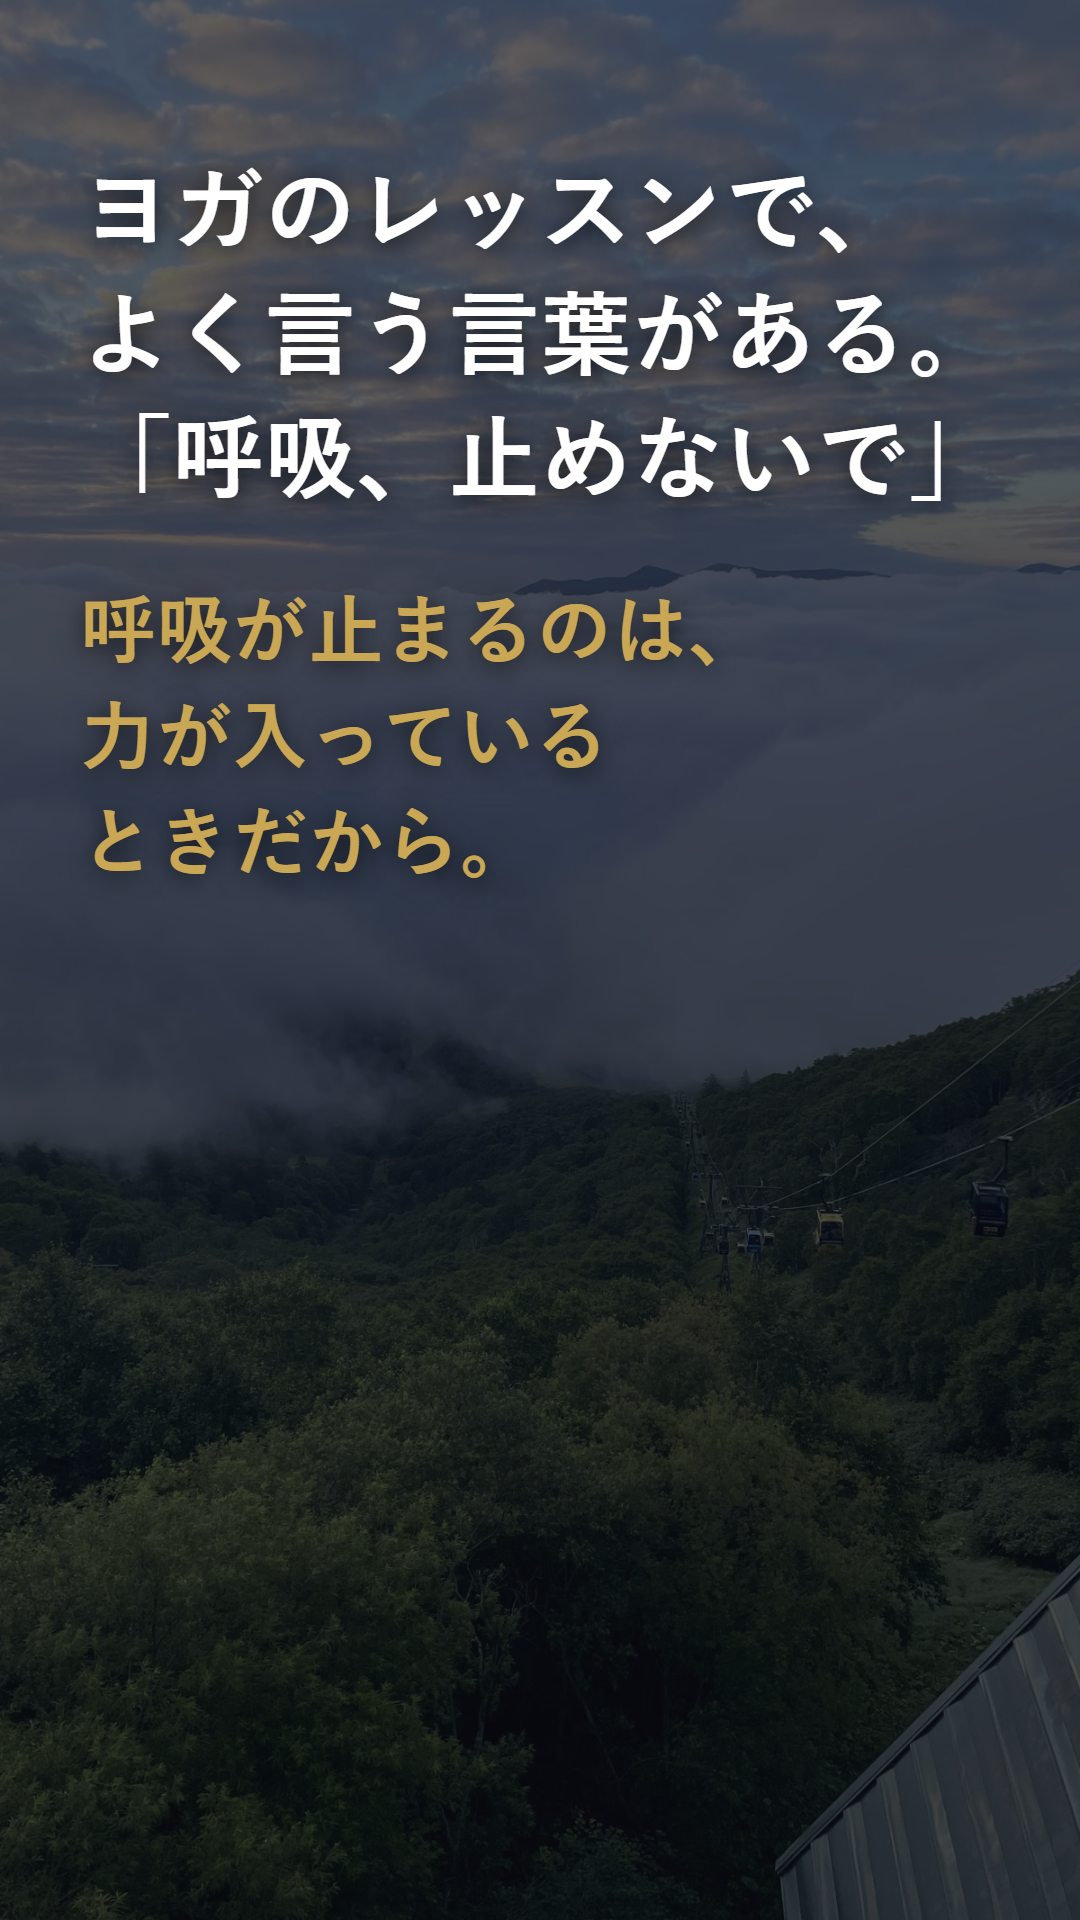 ヨガのレッスンで、
よく言う言葉がある。
「呼吸、止めないで」
呼吸が止まるのは、
力が入っている
ときだから。